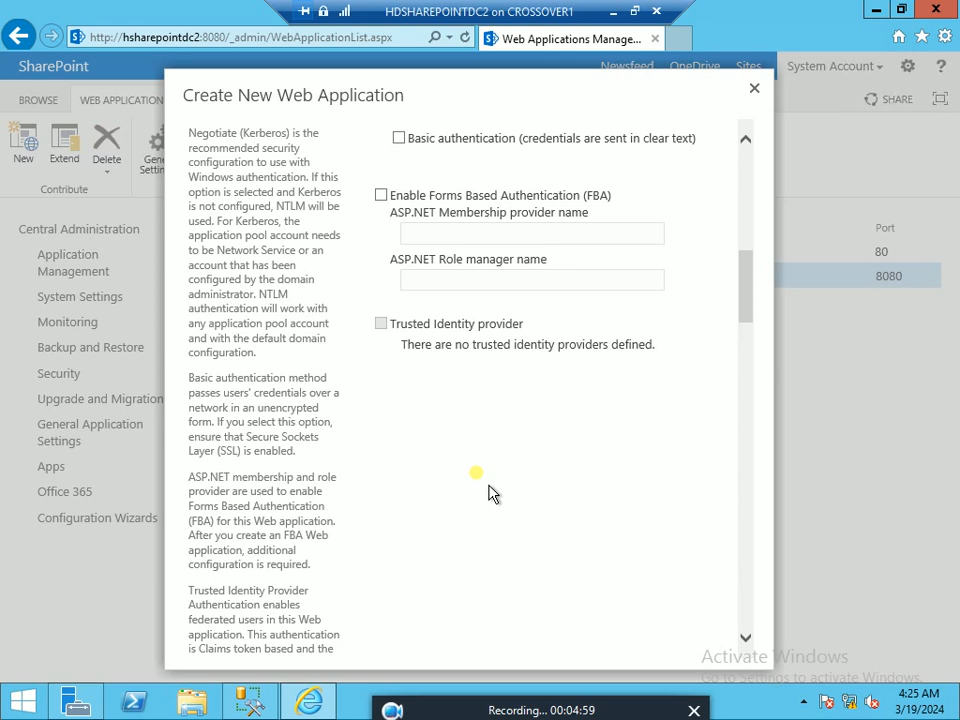 HDSHAREPOINTDC2 on CROSSOVER1
http://hsharepointdc2:8080/_admin/WebApplicationList.aspx
Web Applications Manage...
SharePoint
Newsfeed
OneDrive
Sites
System Account
?
BROWSE
WEB APPLICATION
SHARE
New
Extend
Delete
Gene
Setting
Contribute
Central Administration
Application
Management
System Settings
Monitoring
Backup and Restore
Security
Upgrade and Migration
General Application
Settings
Apps
Office 365
Configuration Wizards
Port
80
8080
Create New Web Application
Negotiate (Kerberos) is the
recommended security
configuration to use with
Windows authentication. If this
option is selected and Kerberos
is not configured, NTLM will be
used. For Kerberos, the
application pool account needs
to be Network Service or an
account that has been
configured by the domain
administrator. NTLM
authentication will work with
any application pool account
and with the default domain
configuration.
Basic authentication method
passes users' credentials over a
network in an unencrypted
form. If you select this option,
ensure that Secure Sockets
Layer (SSL) is enabled.
ASP.NET membership and role
provider are used to enable
Forms Based Authentication
(FBA) for this Web application.
After you create an FBA Web
application, additional
configuration is required.
Trusted Identity Provider
Authentication enables
federated users in this Web
application. This authentication
is Claims token based and the
Basic authentication (credentials are sent in clear text)
Enable Forms Based Authentication (FBA)
ASP.NET Membership provider name
ASP.NET Role manager name
Trusted Identity provider
There are no trusted identity providers defined.
Activate Windows
Go to Settings to activate Windows.
Recording... 00:04:59
4:25 AM
3/19/2024